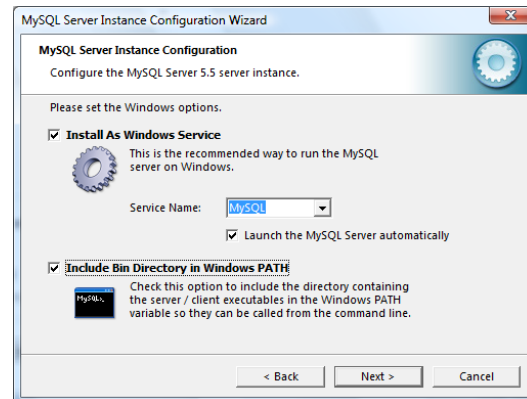 MySQL Server Instance Configuration Wizard
MySQL Server Instance Configuration
Configure the MySQL Server 5.5 server instance.
Please set the Windows options.
Install As Windows Service
This is the recommended way to run the MySQL
server on Windows.
Service Name: MySQL
Launch the MySQL Server automatically
Include Bin Directory in Windows PATH
MySQL>_
Check this option to include the directory containing
the server / client executables in the Windows PATH
variable so they can be called from the command line.
< Back Next > Cancel